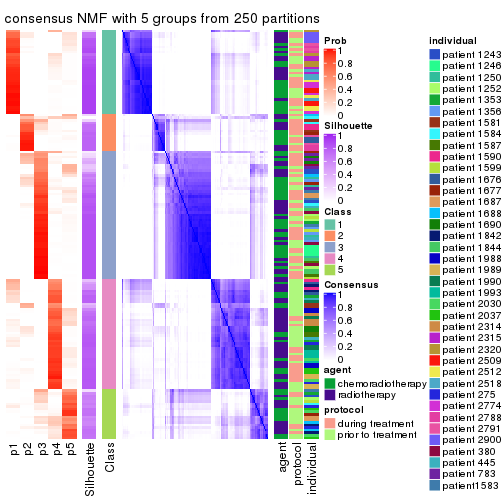 consensus NMF with 5 groups from 250 partitions
Prob
1
0.8
0.6
0.4
0.2
0
Silhouette
1
0.8
0.6
0.4
0.2
0
Class
1
2
3
4
5
Consensus
1
0.8
0.6
0.4
0.2
0
agent
chemoradiotherapy
radiotherapy
protocol
during treatment
prior to treatment
individual
patient 1243
patient 1246
patient 1250
patient 1252
patient 1353
patient 1356
patient 1581
patient 1584
patient 1587
patient 1590
patient 1599
patient 1676
patient 1677
patient 1687
patient 1688
patient 1690
patient 1842
patient 1844
patient 1988
patient 1989
patient 1990
patient 1993
patient 2030
patient 2037
patient 2314
patient 2315
patient 2320
patient 2509
patient 2512
patient 2518
patient 275
patient 2774
patient 2788
patient 2791
patient 2900
patient 380
patient 445
patient 783
patient1583
p1
p2
p3
p4
p5
Silhouette
Class
agent
protocol
individual